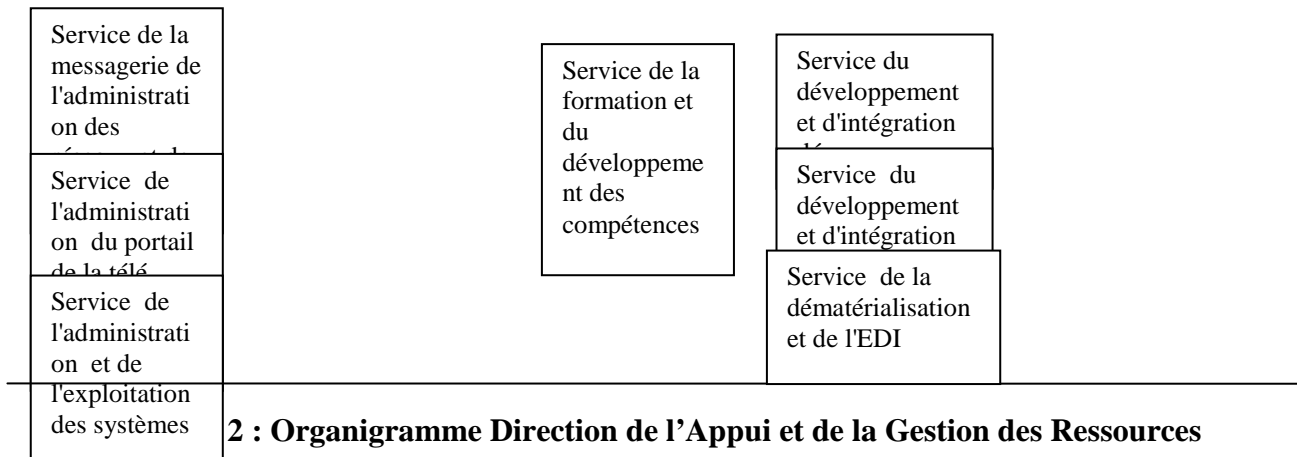 Service de la
messagerie de
l'administrati
on des
Service de
l'administrati
on du portail
de la télé
Service de
l'administrati
on et de
l'exploitation
des systèmes
Service de la
formation et
du
développeme
nt des
compétences
Service du
développement
et d'intégration
Service du
développement
et d'intégration
Service de la
dématérialisation
et de l'EDI
2 : Organigramme Direction de l’Appui et de la Gestion des Ressources